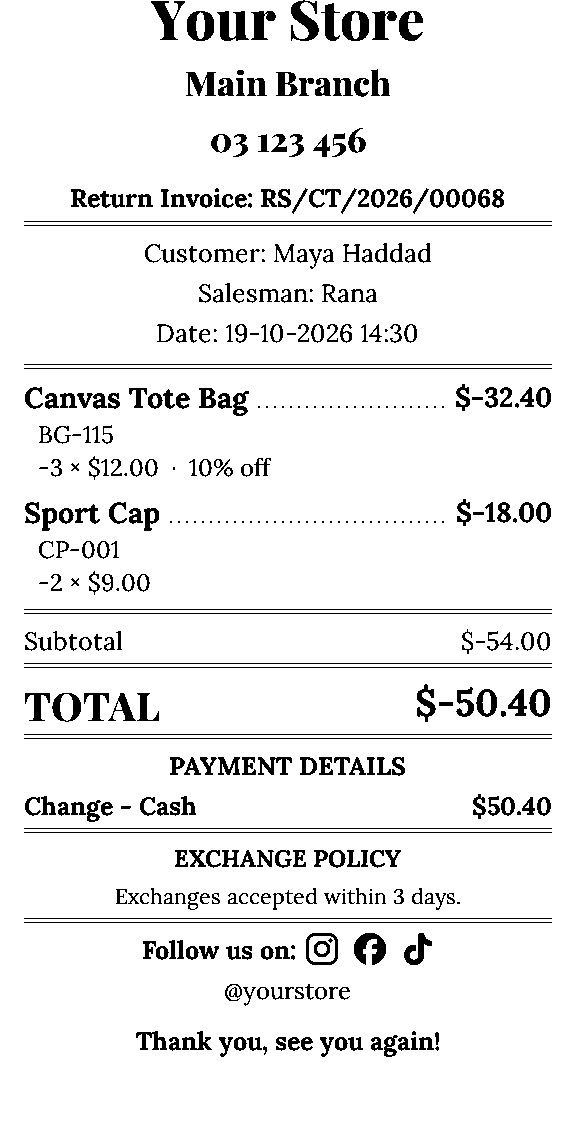 Your Store
Main Branch
03 123 456
Return Invoice: RS/CT/2026/00068
Customer: Maya Haddad
Salesman: Rana
Date: 19-10-2026 14:30
Canvas Tote Bag ........................ $-32.40
BG-115
-3 × $12.00 · 10% off
Sport Cap ................................... $-18.00
CP-001
-2 × $9.00
Subtotal $-54.00
TOTAL $-50.40
PAYMENT DETAILS
Change - Cash $50.40
EXCHANGE POLICY
Exchanges accepted within 3 days.
Follow us on:
@yourstore
Thank you, see you again!